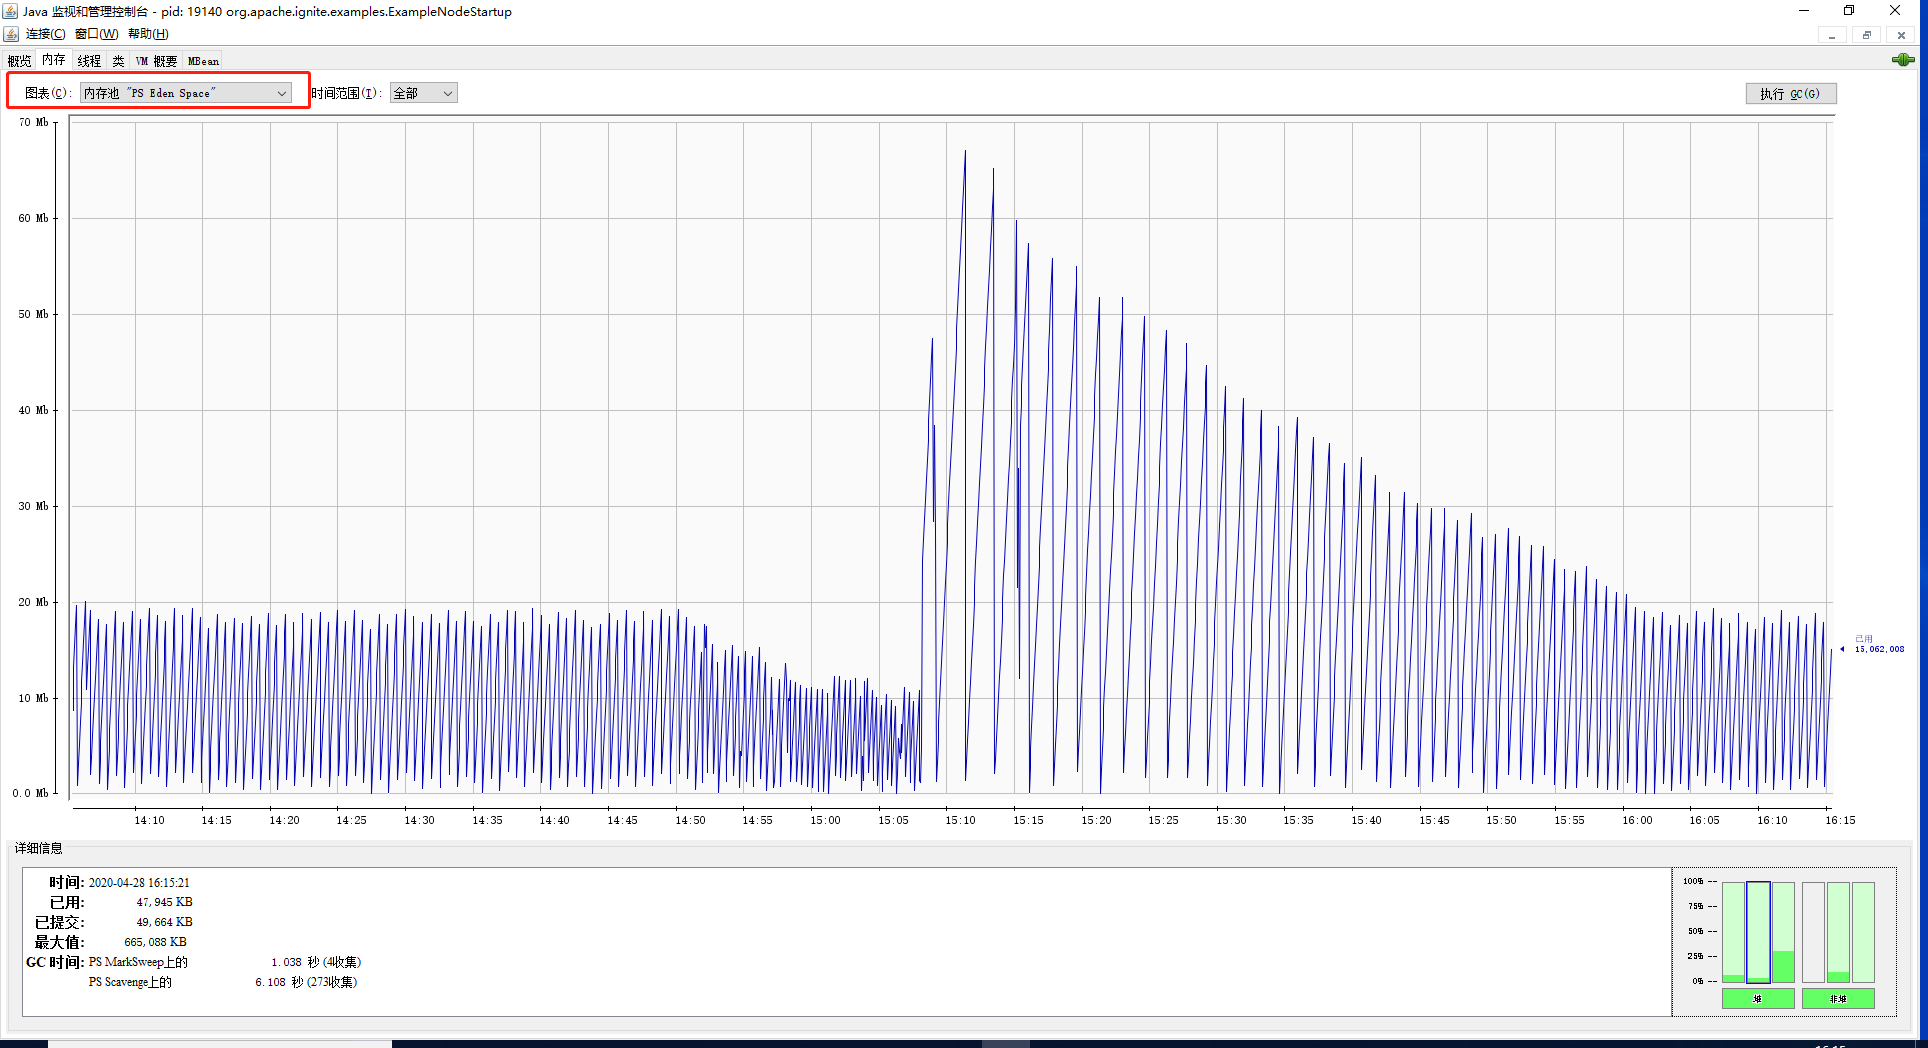 Java 监视和管理控制台 - pid: 19140 org.apache.ignite.examples.ExampleNodeStartup
连接(C) 窗口(W) 帮助(H)
概览 内存 线程 类 VM 概要 MBean
图表(C): 内存池 "PS Eden Space" 时间范围(I): 全部 执行 GC(G)
70 Mb
60 Mb
50 Mb
40 Mb
30 Mb
20 Mb
10 Mb
0.0 Mb
已用
15,062,008
14:10 14:15 14:20 14:25 14:30 14:35 14:40 14:45 14:50 14:55 15:00 15:05 15:10 15:15 15:20 15:25 15:30 15:35 15:40 15:45 15:50 15:55 16:00 16:05 16:10 16:15
详细信息
时间: 2020-04-28 16:15:21
已用: 47,945 KB
已提交: 49,664 KB
最大值: 665,088 KB
GC 时间: PS MarkSweep上的 1.038 秒 (4收集)
PS Scavenge上的 6.108 秒 (273收集)
100% --
75% --
50% --
25% --
0% --
堆 非堆